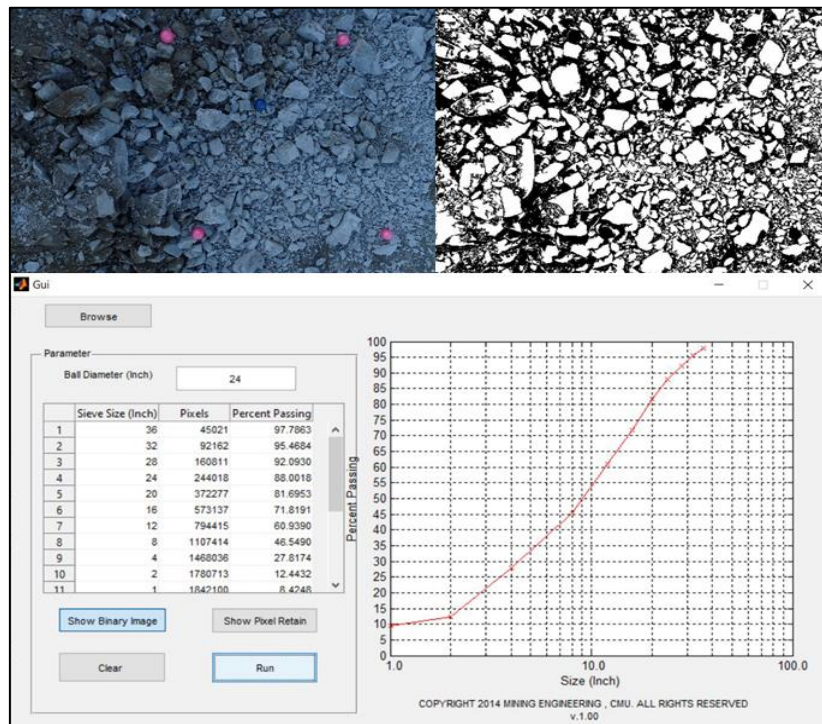 Gui
Browse
Parameter
Ball Diameter (Inch) 24
Sieve Size (Inch) Pixels Percent Passing
1 36 45021 97.7863
2 32 92162 95.4684
3 28 160811 92.0930
4 24 244018 88.0018
5 20 372277 81.6953
6 16 573137 71.8191
7 12 794415 60.9390
8 8 1107414 46.5490
9 4 1468036 27.8174
10 2 1780713 12.4432
11 1 1842100 8.4248
Show Binary Image Show Pixel Retain
Clear Run
Percent Passing
100
95
90
85
80
75
70
65
60
55
50
45
40
35
30
25
20
15
10
5
0
1.0 10.0 100.0
Size (Inch)
COPYRIGHT 2014 MINING ENGINEERING , CMU. ALL RIGHTS RESERVED
v.1.00